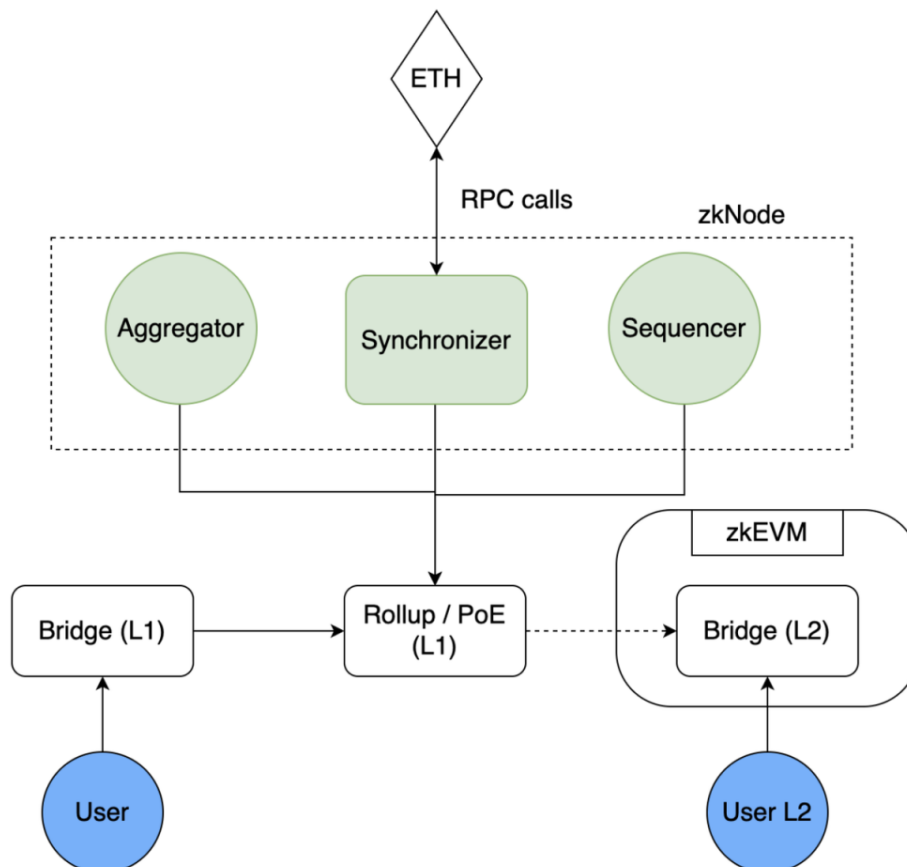 ETH
RPC calls
zkNode
Aggregator
Synchronizer
Sequencer
zkEVM
Bridge (L1)
Rollup / PoE
(L1)
Bridge (L2)
User
User L2